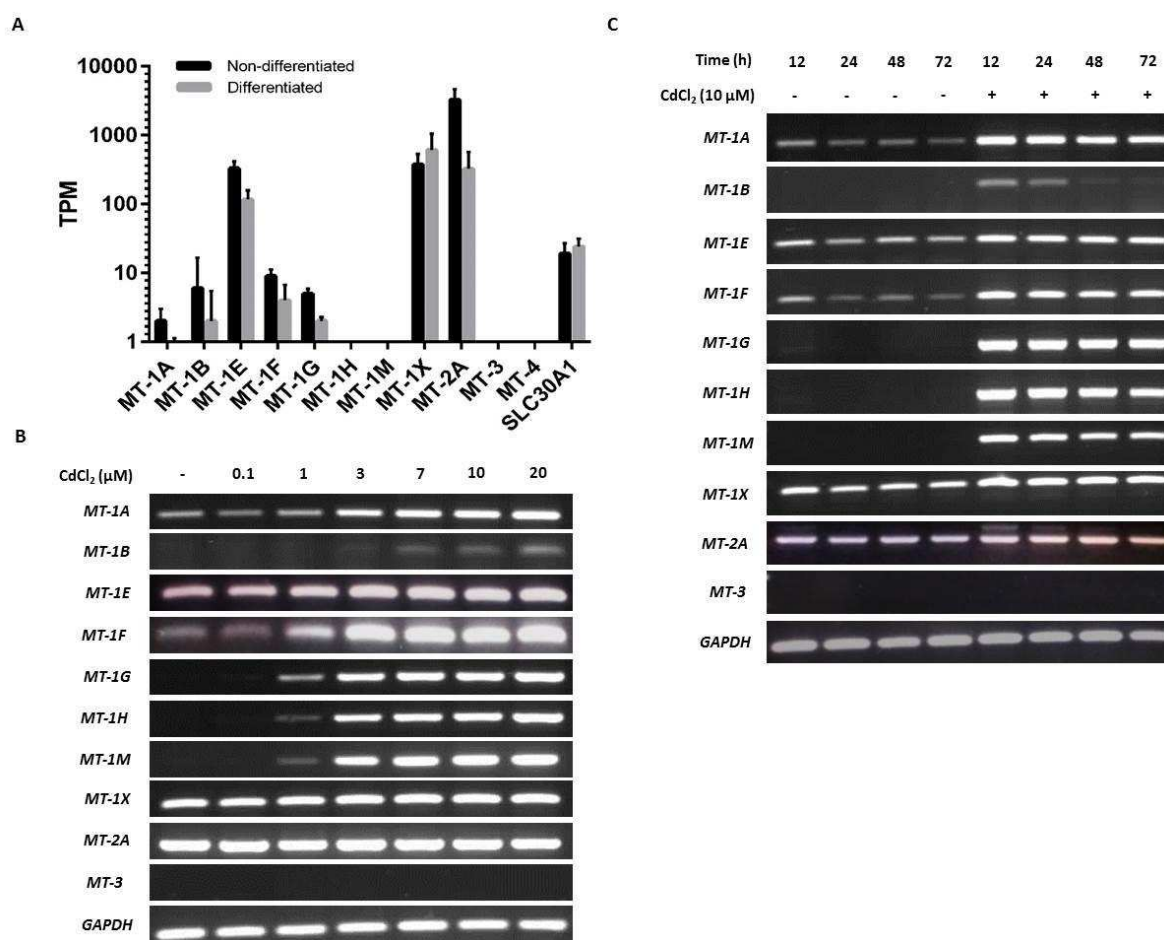 A
Non-differentiated
Differentiated
10000
1000
100
10
1
TPM
MT-1A
MT-1B
MT-1E
MT-1F
MT-1G
MT-1H
MT-1M
MT-1X
MT-2A
MT-3
MT-4
SLC30A1
B
CdCl₂ (μM) - 0.1 1 3 7 10 20
MT-1A
MT-1B
MT-1E
MT-1F
MT-1G
MT-1H
MT-1M
MT-1X
MT-2A
MT-3
GAPDH
C
Time (h) 12 24 48 72 12 24 48 72
CdCl₂ (10 μM) - - - - + + + +
MT-1A
MT-1B
MT-1E
MT-1F
MT-1G
MT-1H
MT-1M
MT-1X
MT-2A
MT-3
GAPDH